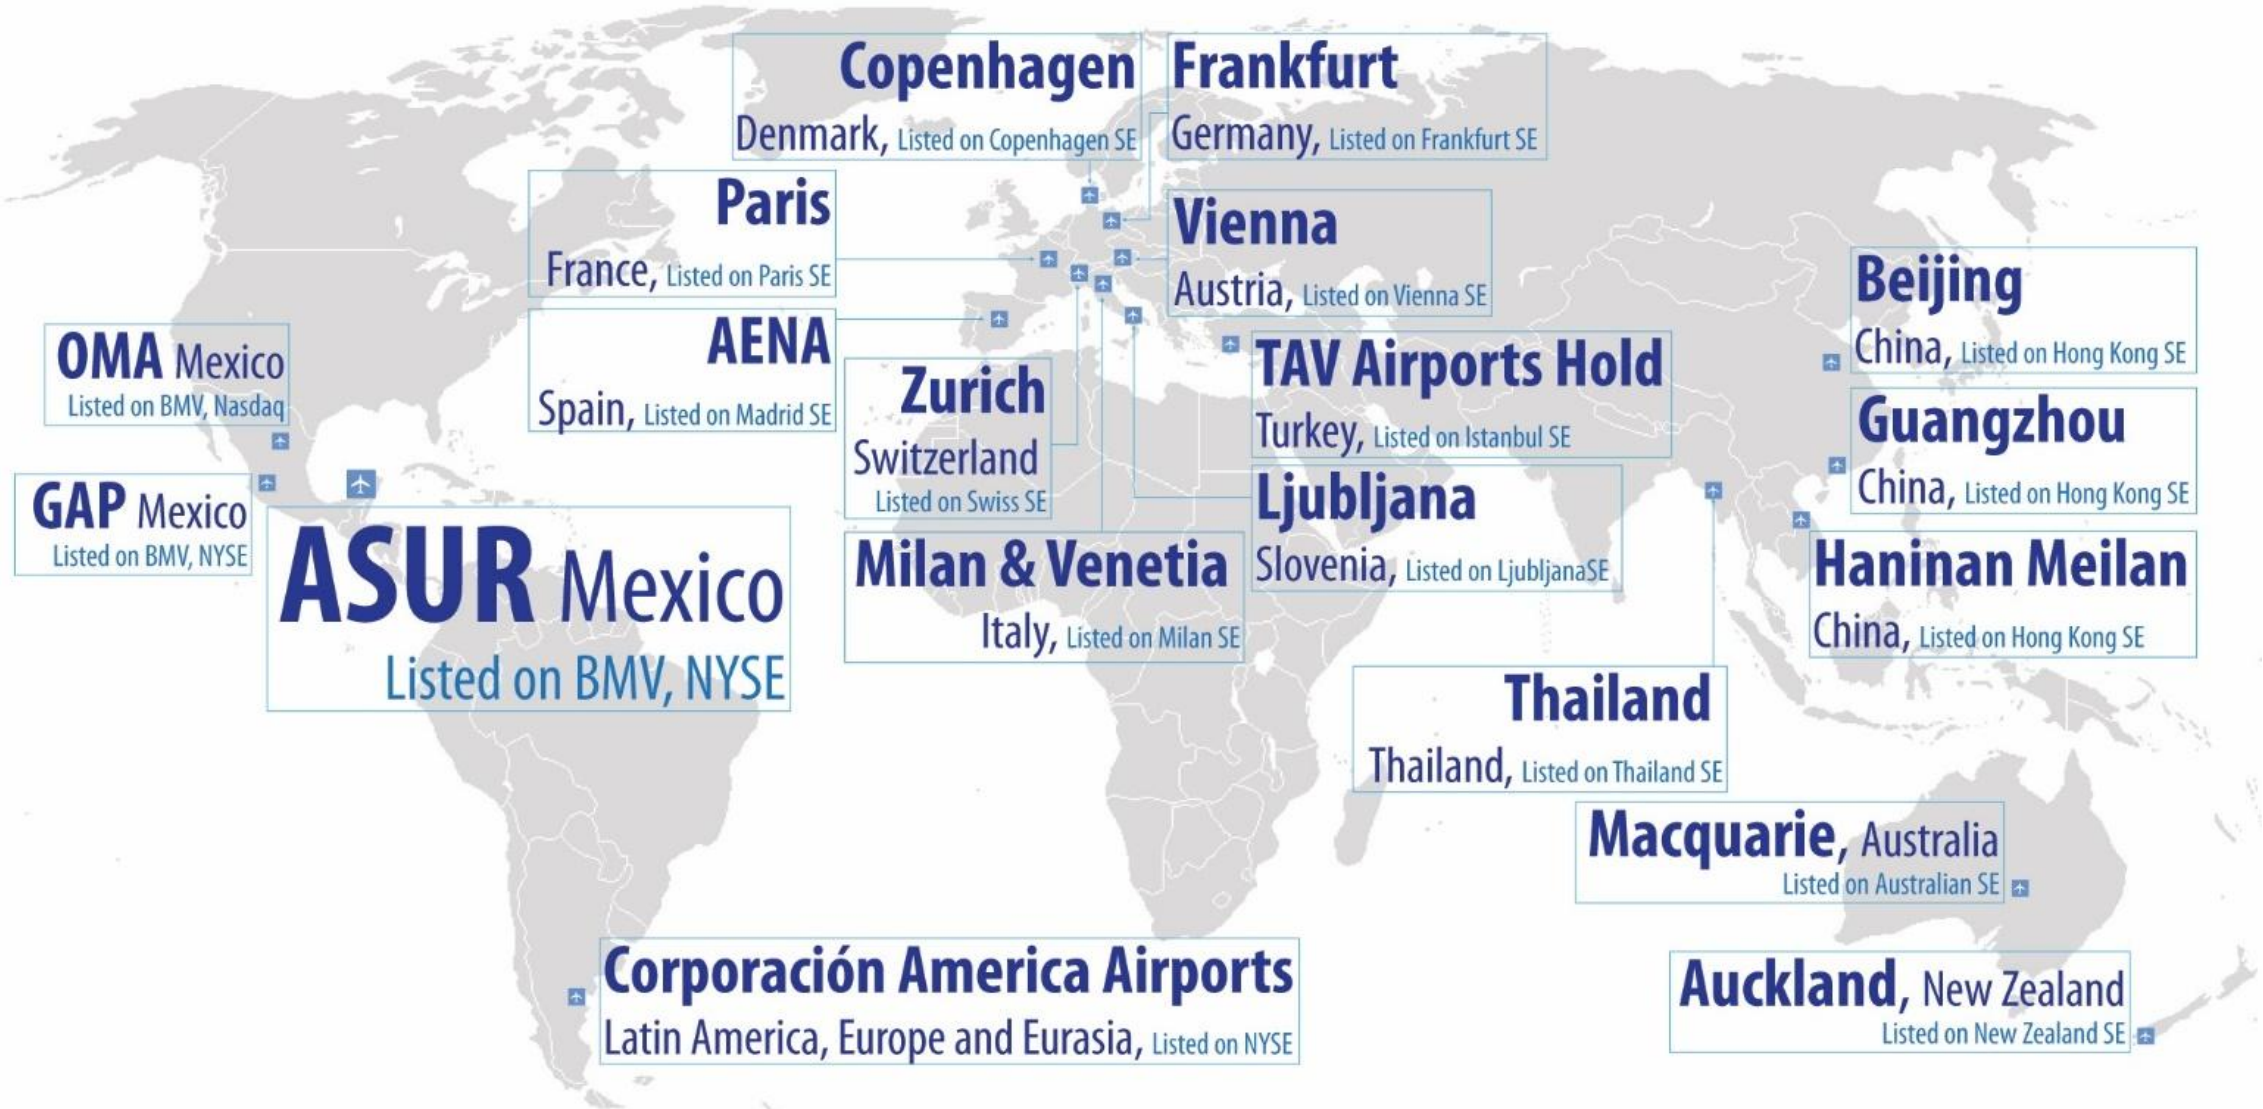 Copenhagen
Denmark, Listed on Copenhagen SE
Frankfurt
Germany, Listed on Frankfurt SE
Paris
France, Listed on Paris SE
Vienna
Austria, Listed on Vienna SE
Beijing
China, Listed on Hong Kong SE
OMA Mexico
Listed on BMV, Nasdaq
AENA
Spain, Listed on Madrid SE
Zurich
Switzerland
Listed on Swiss SE
TAV Airports Hold
Turkey, Listed on Istanbul SE
Guangzhou
China, Listed on Hong Kong SE
GAP Mexico
Listed on BMV, NYSE
ASUR Mexico
Listed on BMV, NYSE
Milan & Venetia
Italy, Listed on Milan SE
Ljubljana
Slovenia, Listed on LjubljanaSE
Haninan Meilan
China, Listed on Hong Kong SE
Thailand
Thailand, Listed on Thailand SE
Macquarie, Australia
Listed on Australian SE
Corporación America Airports
Latin America, Europe and Eurasia, Listed on NYSE
Auckland, New Zealand
Listed on New Zealand SE